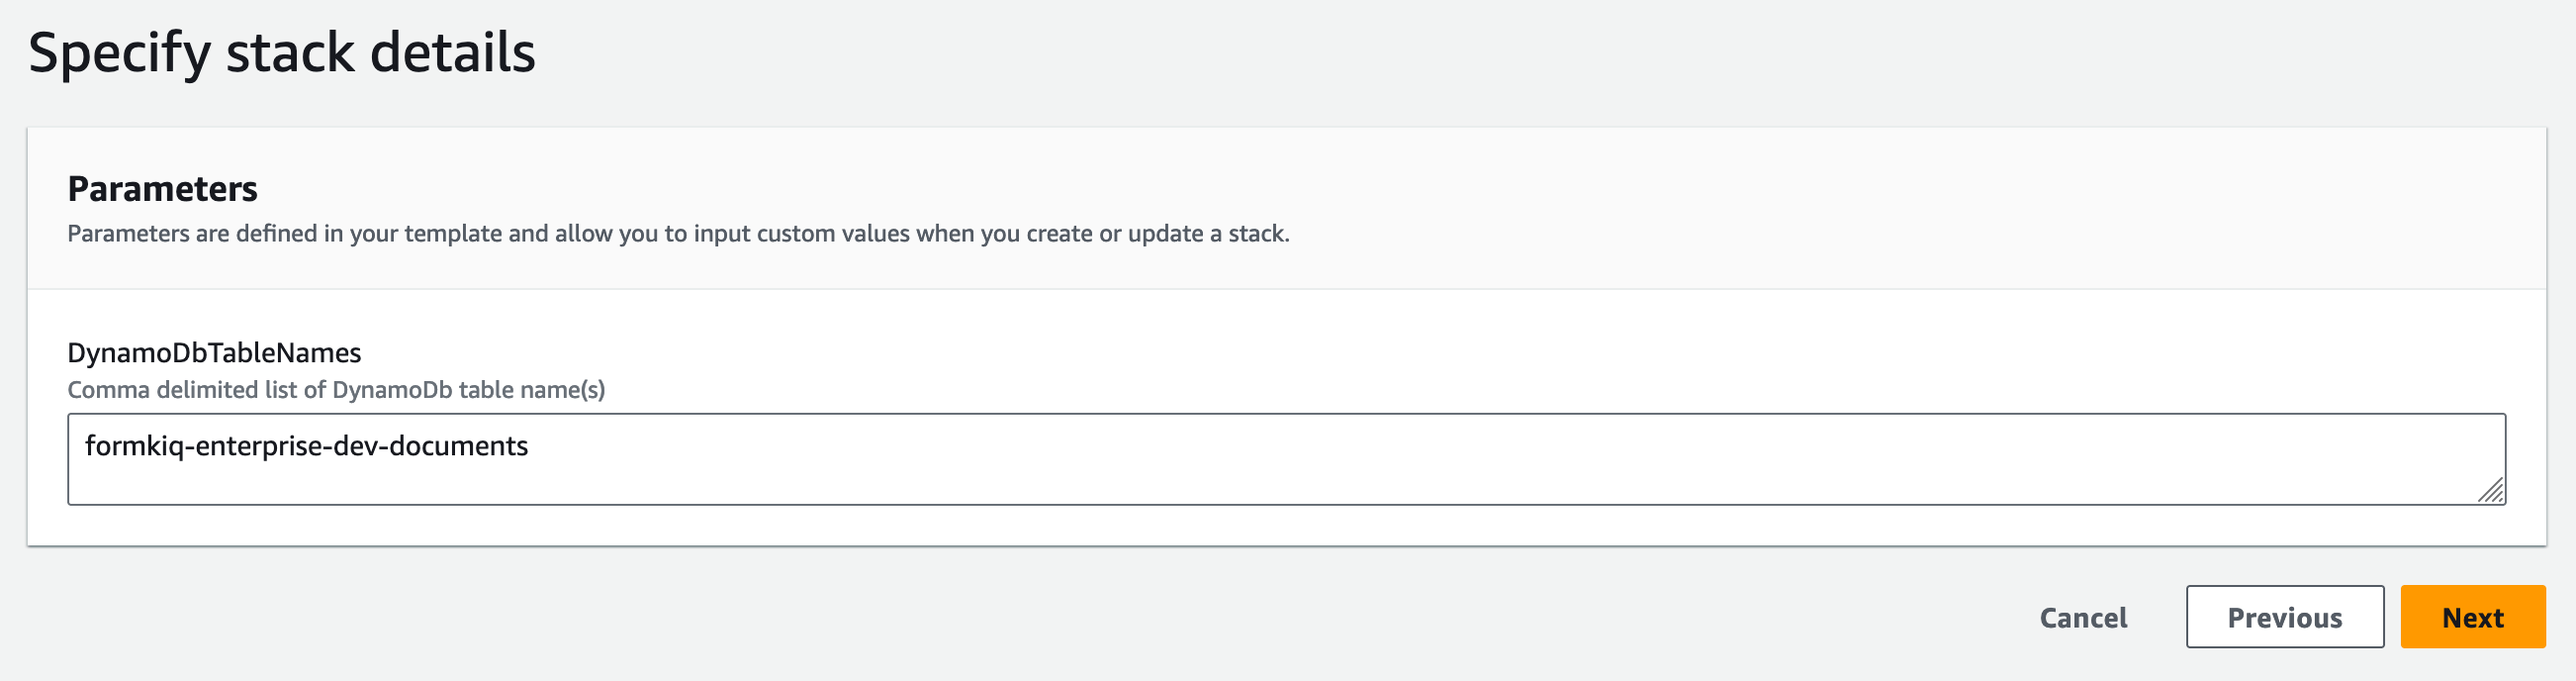 Specify stack details
Parameters
Parameters are defined in your template and allow you to input custom values when you create or update a stack.
DynamoDbTableNames
Comma delimited list of DynamoDb table name(s)
formkiq-enterprise-dev-documents
Cancel
Previous
Next